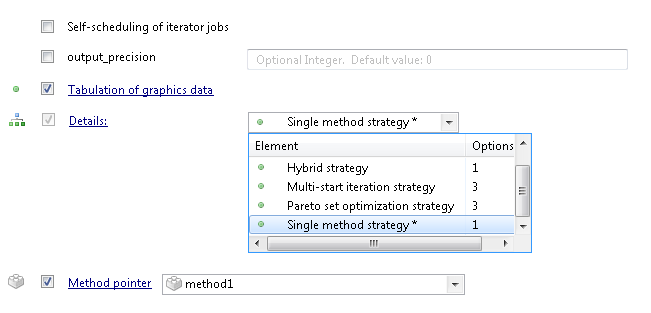 Self-scheduling of iterator jobs
output_precision Optional Integer. Default value: 0
Tabulation of graphics data
Details: Single method strategy *
Element Options
Hybrid strategy 1
Multi-start iteration strategy 3
Pareto set optimization strategy 3
Single method strategy * 1
Method pointer method1